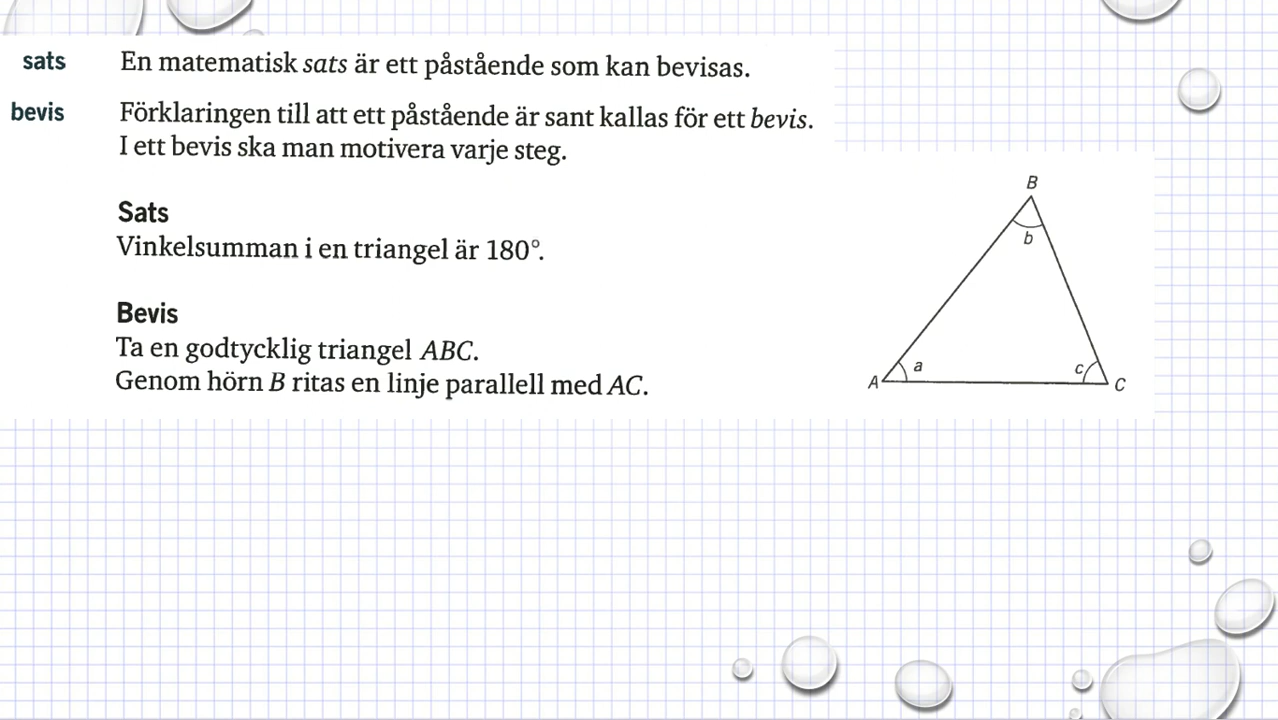 sats En matematisk sats är ett påstående som kan bevisas.
bevis Förklaringen till att ett påstående är sant kallas för ett bevis.
I ett bevis ska man motivera varje steg.
Sats
Vinkelsumman i en triangel är 180°.
Bevis
Ta en godtycklig triangel ABC.
Genom hörn B ritas en linje parallell med AC.
B
b
a
c
A
C